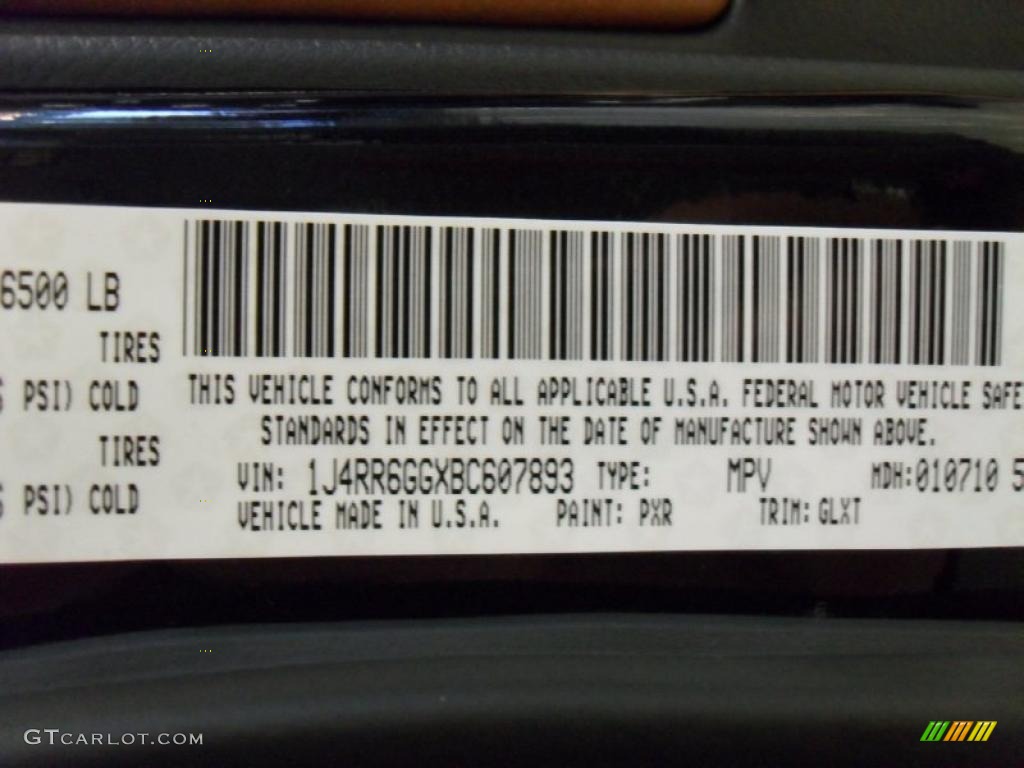 6500 LB
TIRES
PSI) COLD
TIRES
PSI) COLD
THIS VEHICLE CONFORMS TO ALL APPLICABLE U.S.A. FEDERAL MOTOR VEHICLE SAFE
STANDARDS IN EFFECT ON THE DATE OF MANUFACTURE SHOWN ABOVE.
VIN: 1J4RR6GGXBC607893 TYPE: MPV MDH:010710 5
VEHICLE MADE IN U.S.A. PAINT: PXR TRIM: GLXT
GTCARLOT.COM